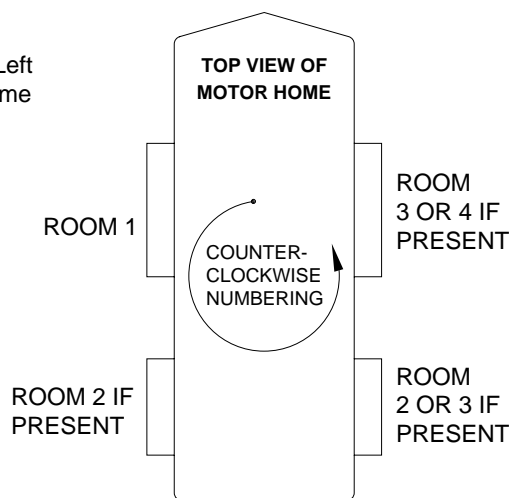 Left
TOP VIEW OF
MOTOR HOME
ROOM 1
ROOM
3 OR 4 IF
PRESENT
COUNTER-
CLOCKWISE
NUMBERING
ROOM 2 IF
PRESENT
ROOM
2 OR 3 IF
PRESENT